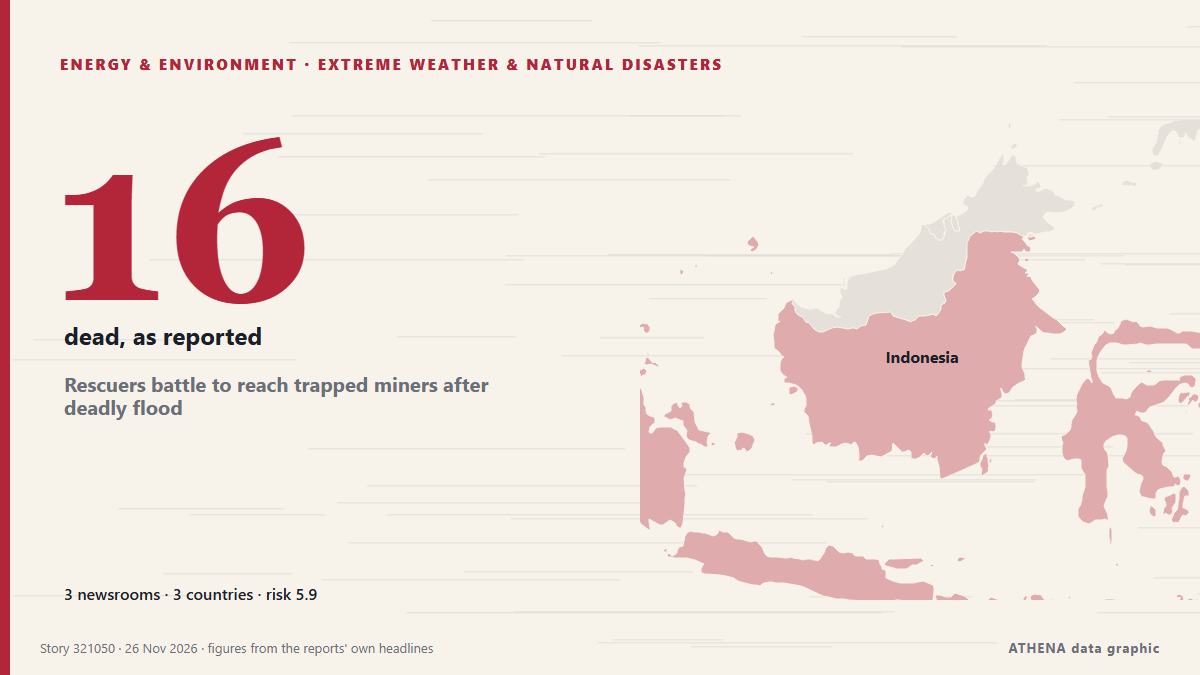 ENERGY & ENVIRONMENT · EXTREME WEATHER & NATURAL DISASTERS
16
dead, as reported
Rescuers battle to reach trapped miners after
deadly flood
Indonesia
3 newsrooms · 3 countries · risk 5.9
Story 321050 · 26 Nov 2026 · figures from the reports' own headlines
ATHENA data graphic